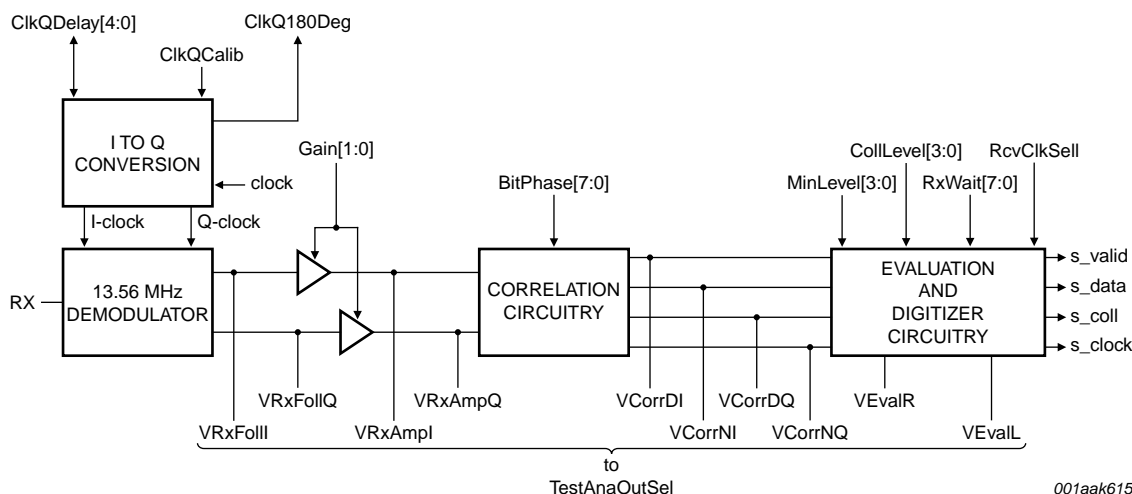 ClkQDelay[4:0]
ClkQ180Deg
ClkQCalib
I TO Q
CONVERSION
clock
I-clock
Q-clock
Gain[1:0]
BitPhase[7:0]
CollLevel[3:0]
RcvClkSelI
MinLevel[3:0]
RxWait[7:0]
RX
13.56 MHz
DEMODULATOR
CORRELATION
CIRCUITRY
EVALUATION
AND
DIGITIZER
CIRCUITRY
s_valid
s_data
s_coll
s_clock
VRxFollQ
VRxAmpQ
VCorrDI
VCorrDQ
VEvalR
VRxFollI
VRxAmpI
VCorrNI
VCorrNQ
VEvalL
to
TestAnaOutSel
001aak615